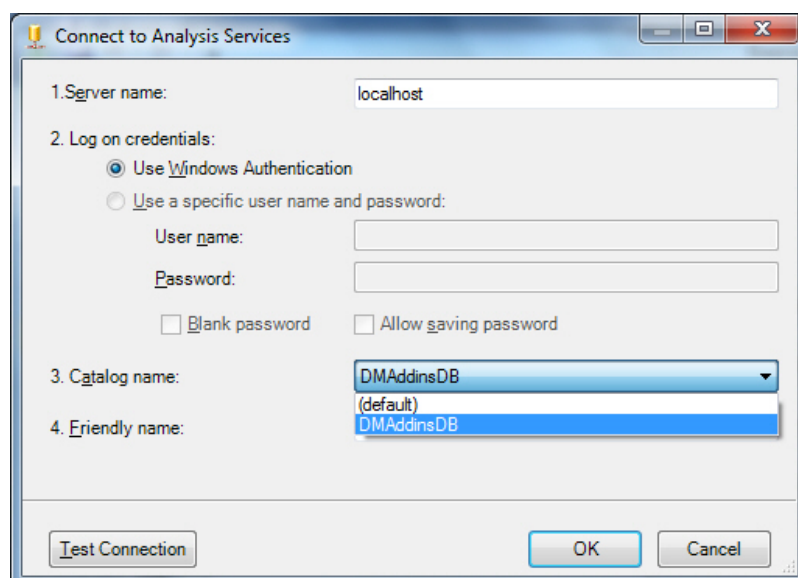 Connect to Analysis Services
1.Server name: localhost
2. Log on credentials:
Use Windows Authentication
Use a specific user name and password:
User name:
Password:
Blank password Allow saving password
3. Catalog name: DMAddinsDB
(default)
4. Friendly name: DMAddinsDB
Test Connection OK Cancel